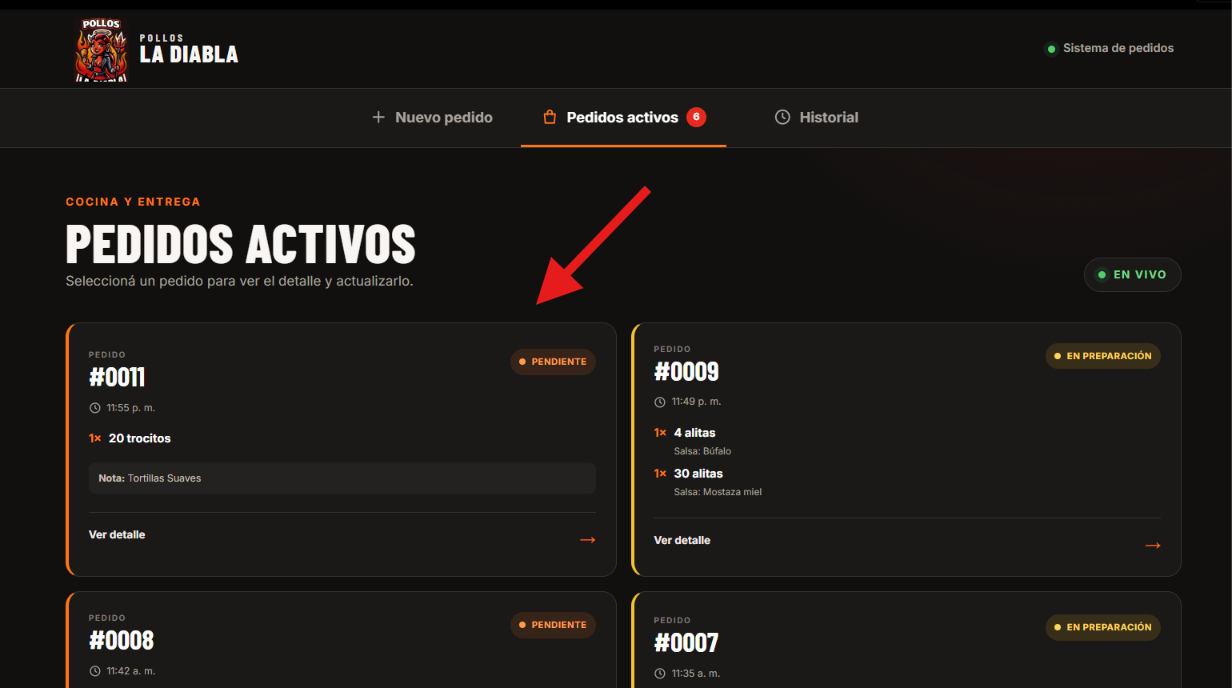 POLLOS
LA DIABLA
POLLOS
LA DIABLA
Sistema de pedidos
Nuevo pedido
Pedidos activos 6
Historial
COCINA Y ENTREGA
PEDIDOS ACTIVOS
Seleccioná un pedido para ver el detalle y actualizarlo.
EN VIVO
PEDIDO
#0011
PENDIENTE
11:55 p. m.
1× 20 trocitos
Nota: Tortillas Suaves
Ver detalle
PEDIDO
#0009
EN PREPARACIÓN
11:49 p. m.
1× 4 alitas
Salsa: Búfalo
1× 30 alitas
Salsa: Mostaza miel
Ver detalle
PEDIDO
#0008
PENDIENTE
11:42 a. m.
PEDIDO
#0007
EN PREPARACIÓN
11:35 a. m.